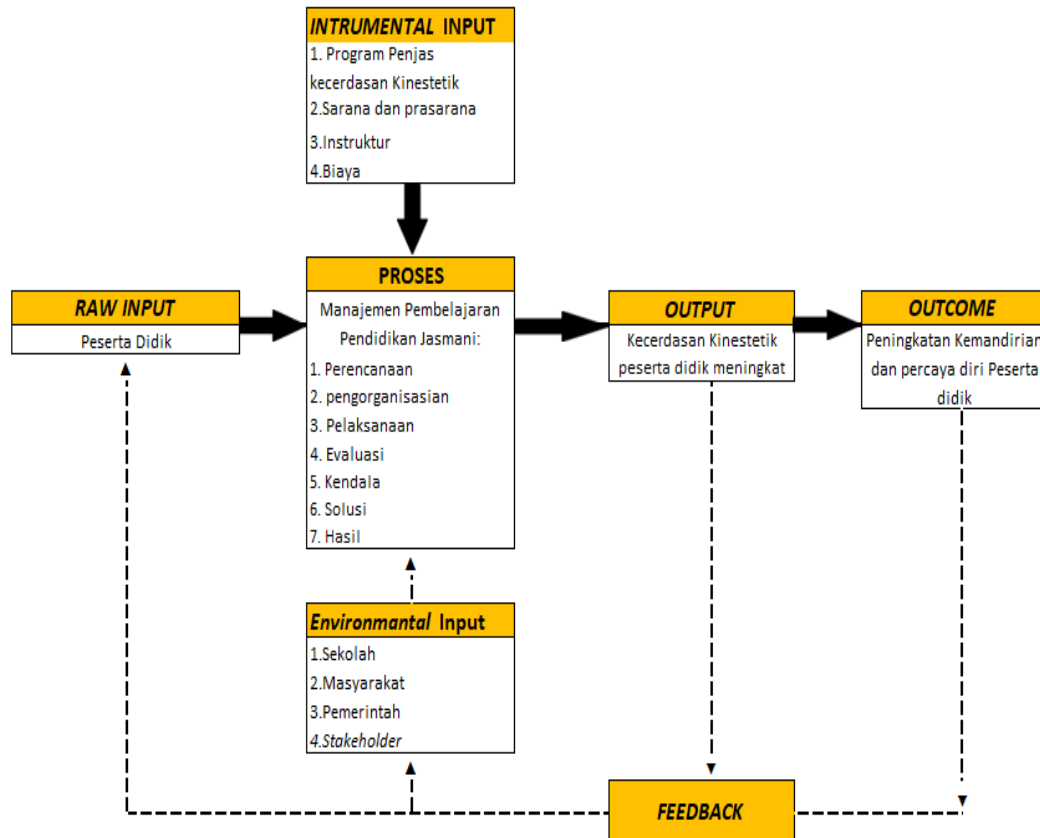 INTRUMENTAL INPUT
1. Program Penjas
kecerdasan Kinestetik
2.Sarana dan prasarana
3.Instruktur
4.Biaya
RAW INPUT
Peserta Didik
PROSES
Manajemen Pembelajaran
Pendidikan Jasmani:
1. Perencanaan
2. pengorganisasian
3. Pelaksanaan
4. Evaluasi
5. Kendala
6. Solusi
7. Hasil
OUTPUT
Kecerdasan Kinestetik
peserta didik meningkat
OUTCOME
Peningkatan Kemandirian
dan percaya diri Peserta
didik
Environmantal Input
1.Sekolah
2.Masyarakat
3.Pemerintah
4.Stakeholder
FEEDBACK